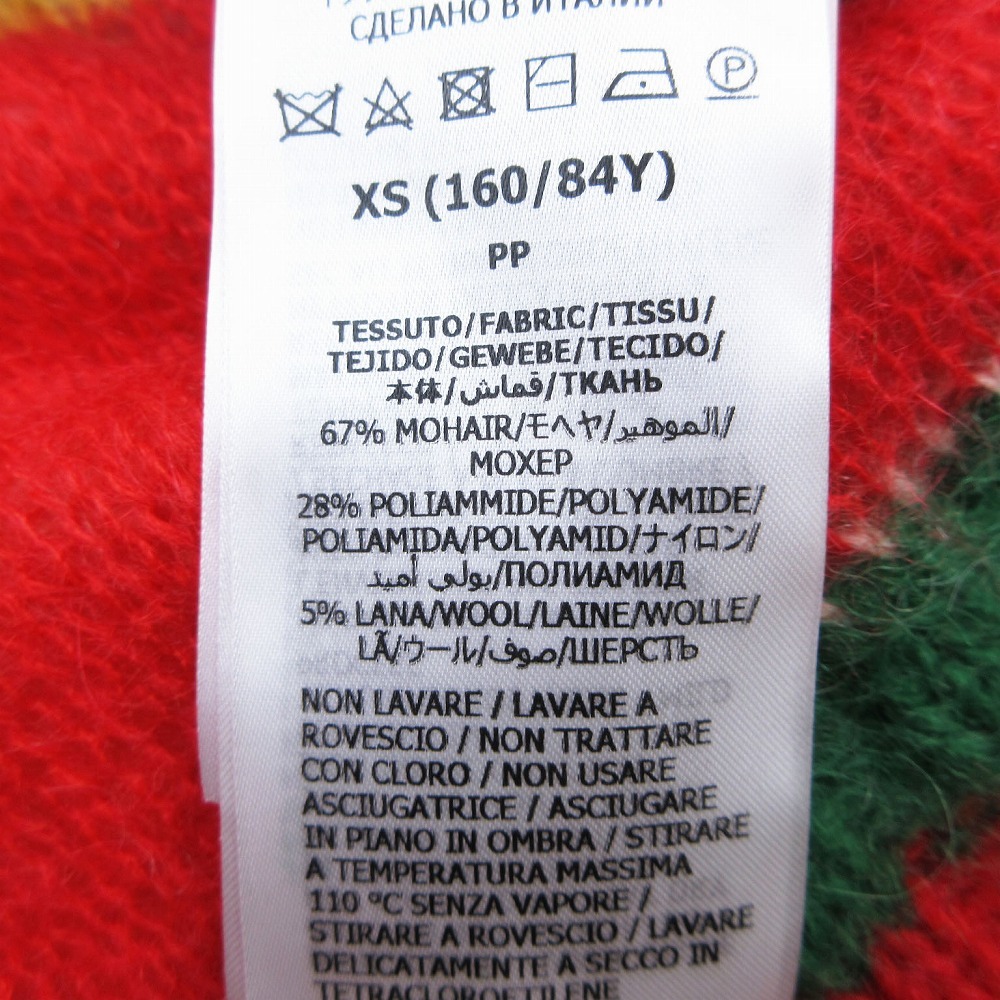 СДЕЛАНО В ИТАЛИИ
P
XS (160/84Y)
PP
TESSUTO/FABRIC/TISSU/
TEJIDO/GEWEBE/TECIDO/
本体/قماش/ТКАНЬ
67% MOHAIR/モヘヤ/الموهير/
МОХЕР
28% POLIAMMIDE/POLYAMIDE/
POLIAMIDA/POLYAMID/ナイロン/
بولي أميد/ПОЛИАМИД
5% LANA/WOOL/LAINE/WOLLE/
LÃ/ウール/صوف/ШЕРСТЬ
NON LAVARE / LAVARE A
ROVESCIO / NON TRATTARE
CON CLORO / NON USARE
ASCIUGATRICE / ASCIUGARE
IN PIANO IN OMBRA / STIRARE
A TEMPERATURA MASSIMA
110 °C SENZA VAPORE /
STIRARE A ROVESCIO / LAVARE
DELICATAMENTE A SECCO IN
TETRACLOROETILENE